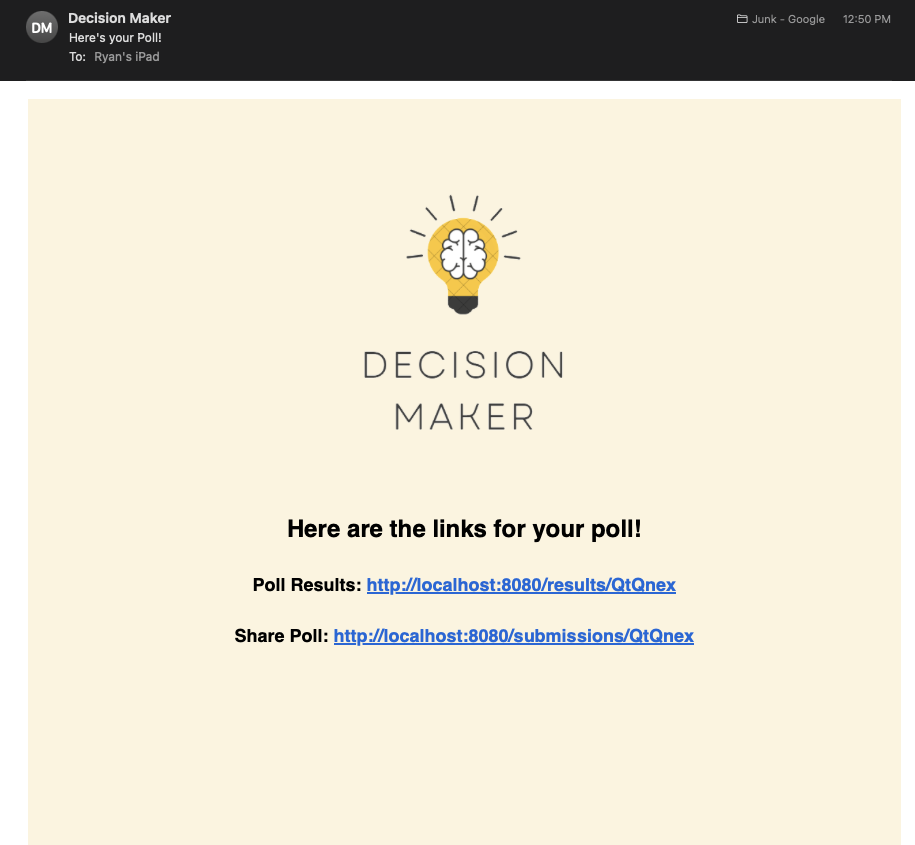 DM
Decision Maker
Junk - Google 12:50 PM
Here's your Poll!
To: Ryan's iPad
DECISION
MAKER
Here are the links for your poll!
Poll Results: http://localhost:8080/results/QtQnex
Share Poll: http://localhost:8080/submissions/QtQnex